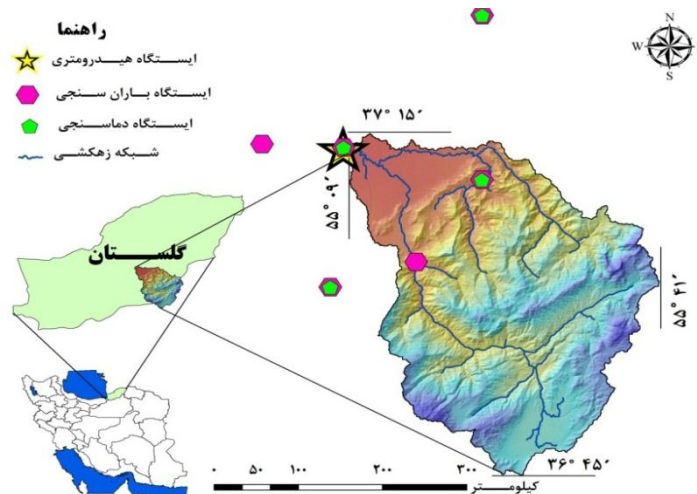 راهنما
ایستگاه هیدرومتری
ایستگاه باران سنجی
ایستگاه دماسنجی
شبکه زهکشی
N
W E
S
۳۷° ۱۵´
۵۵° ۰۹´
گلستان
۵۵° ۴۱´
۳۶° ۴۵´
۰ ۵۰ ۱۰۰ ۲۰۰ ۳۰۰
کیلومتر